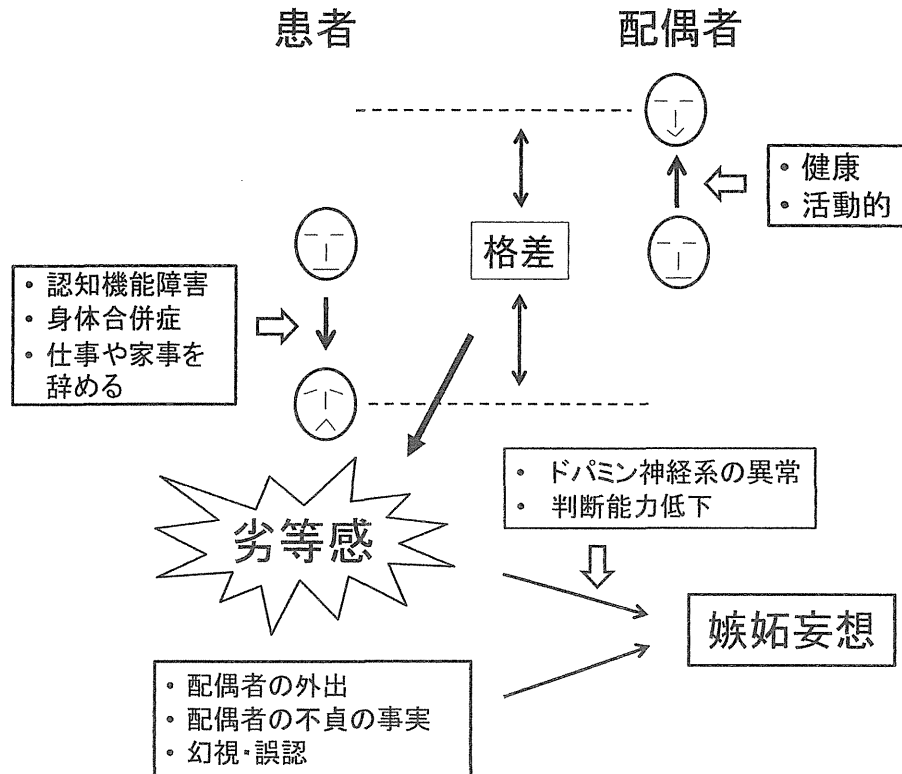 患者
配偶者
・ 健康
・ 活動的
格差
・ 認知機能障害
・ 身体合併症
・ 仕事や家事を
辞める
・ ドパミン神経系の異常
・ 判断能力低下
劣等感
嫉妬妄想
・ 配偶者の外出
・ 配偶者の不貞の事実
・ 幻視・誤認